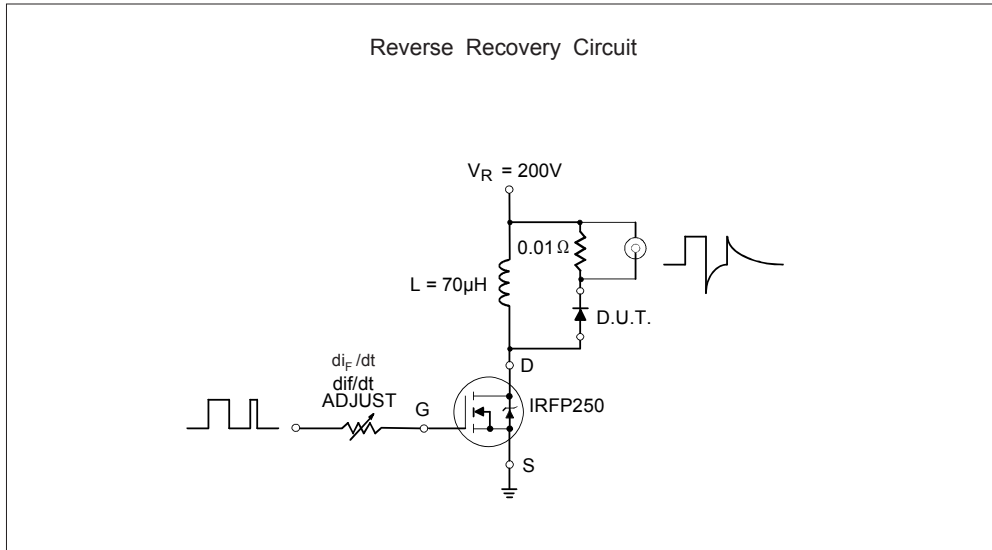 Reverse Recovery Circuit
V_R = 200V
0.01 Ω
L = 70µH
D.U.T.
di_F /dt
dif/dt
ADJUST
D
G
IRFP250
S